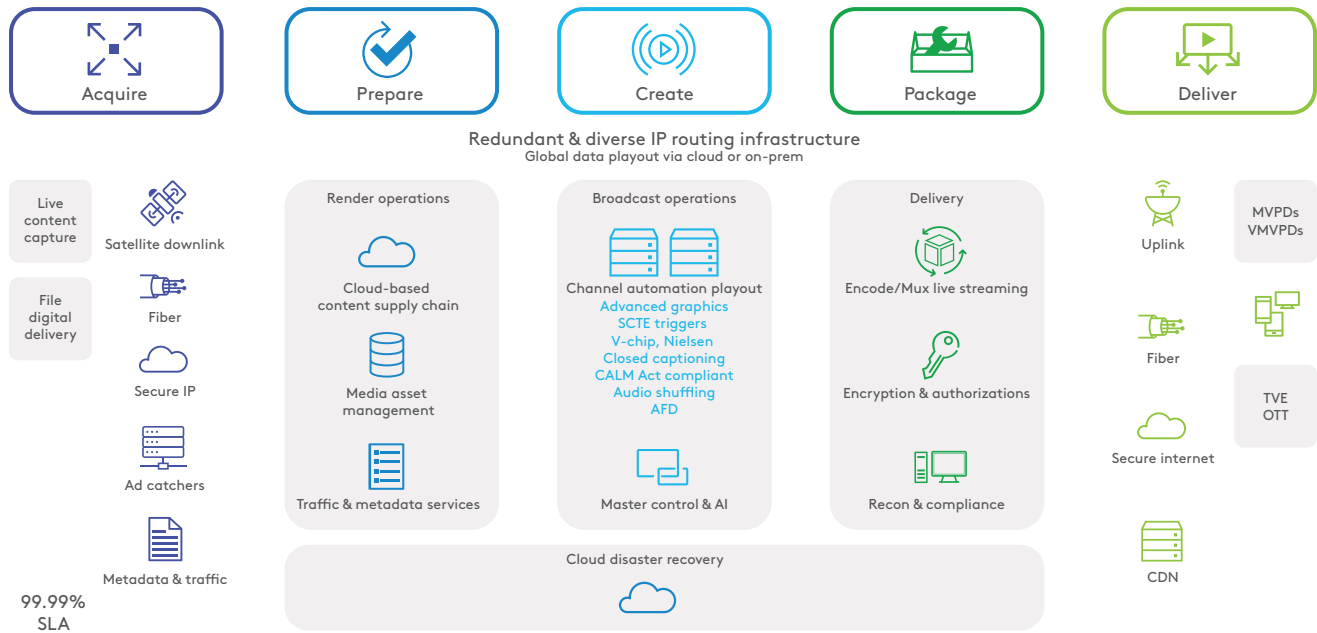 Acquire
Prepare
Create
Package
Deliver
Redundant & diverse IP routing infrastructure
Global data playout via cloud or on-prem
Live
content
capture
File
digital
delivery
Satellite downlink
Fiber
Secure IP
Ad catchers
Metadata & traffic
99.99%
SLA
Render operations
Cloud-based
content supply chain
Media asset
management
Traffic & metadata services
Broadcast operations
Channel automation playout
Advanced graphics
SCTE triggers
V-chip, Nielsen
Closed captioning
CALM Act compliant
Audio shuffling
AFD
Master control & AI
Delivery
Encode/Mux live streaming
Encryption & authorizations
Recon & compliance
Cloud disaster recovery
Uplink
Fiber
Secure internet
CDN
MVPDs
VMVPDs
TVE
OTT